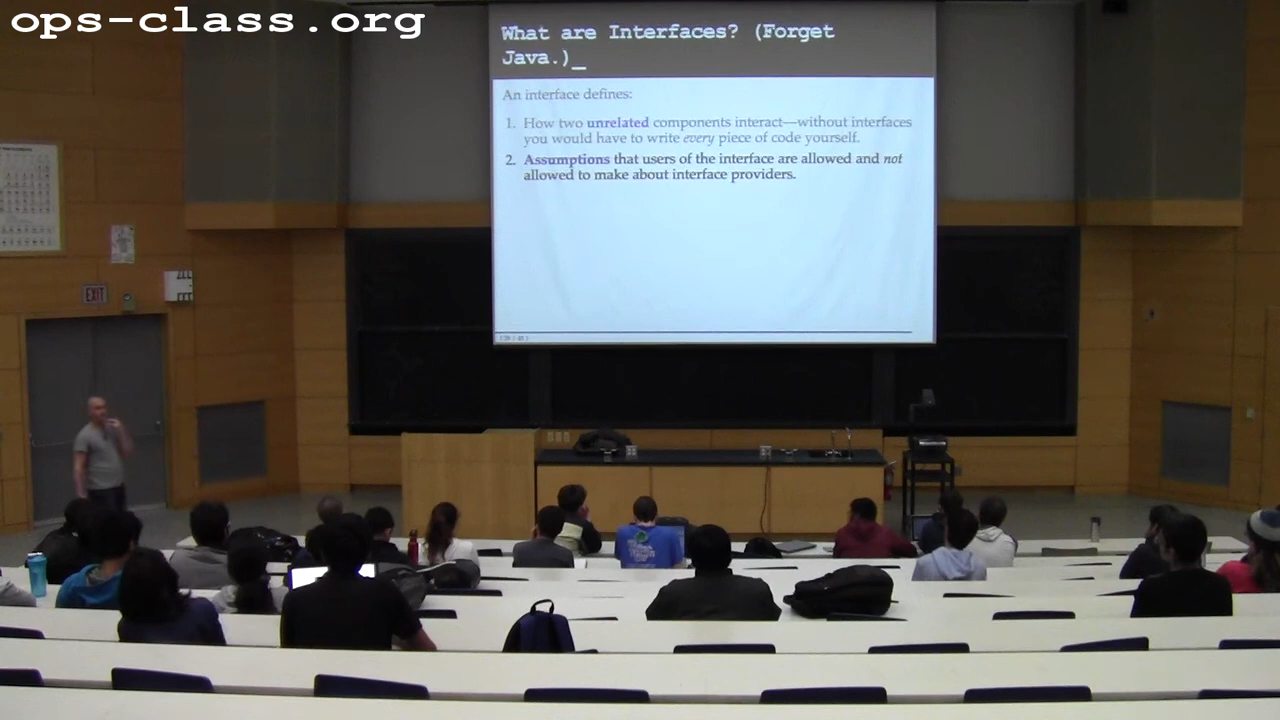 ops-class.org
What are Interfaces? (Forget
Java.)_
An interface defines:
1. How two unrelated components interact—without interfaces
you would have to write every piece of code yourself.
2. Assumptions that users of the interface are allowed and not
allowed to make about interface providers.
EXIT